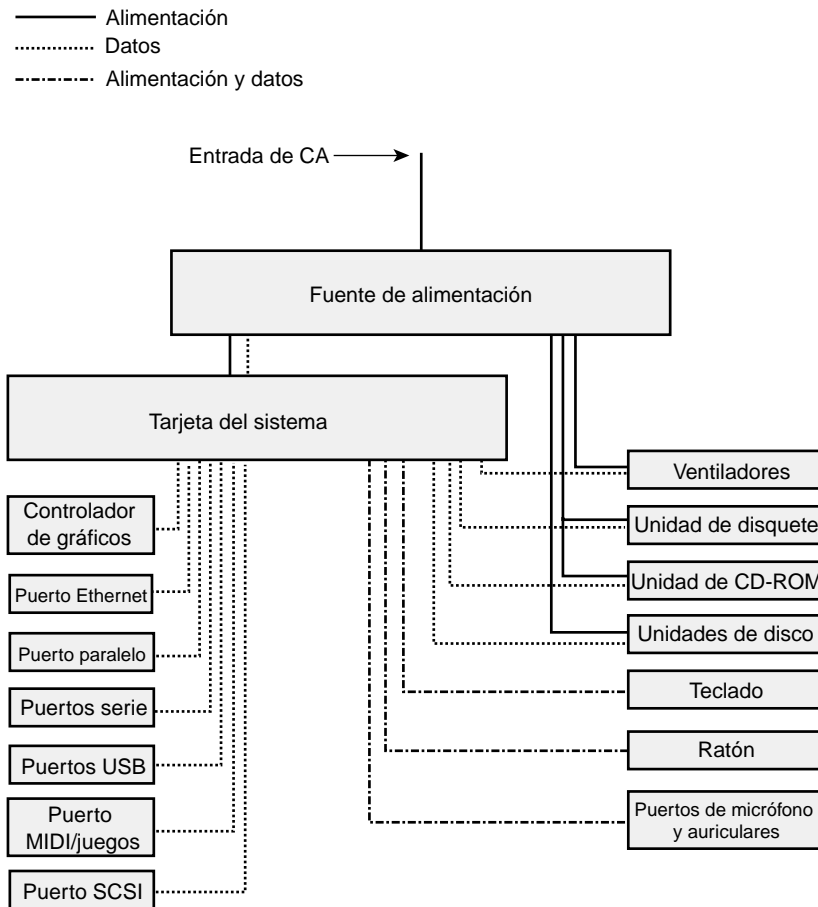 Alimentación
Datos
Alimentación y datos
Entrada de CA
Fuente de alimentación
Tarjeta del sistema
Controlador
de gráficos
Puerto Ethernet
Puerto paralelo
Puertos serie
Puertos USB
Puerto
MIDI/juegos
Puerto SCSI
Ventiladores
Unidad de disquete
Unidad de CD-ROM
Unidades de disco
Teclado
Ratón
Puertos de micrófono
y auriculares